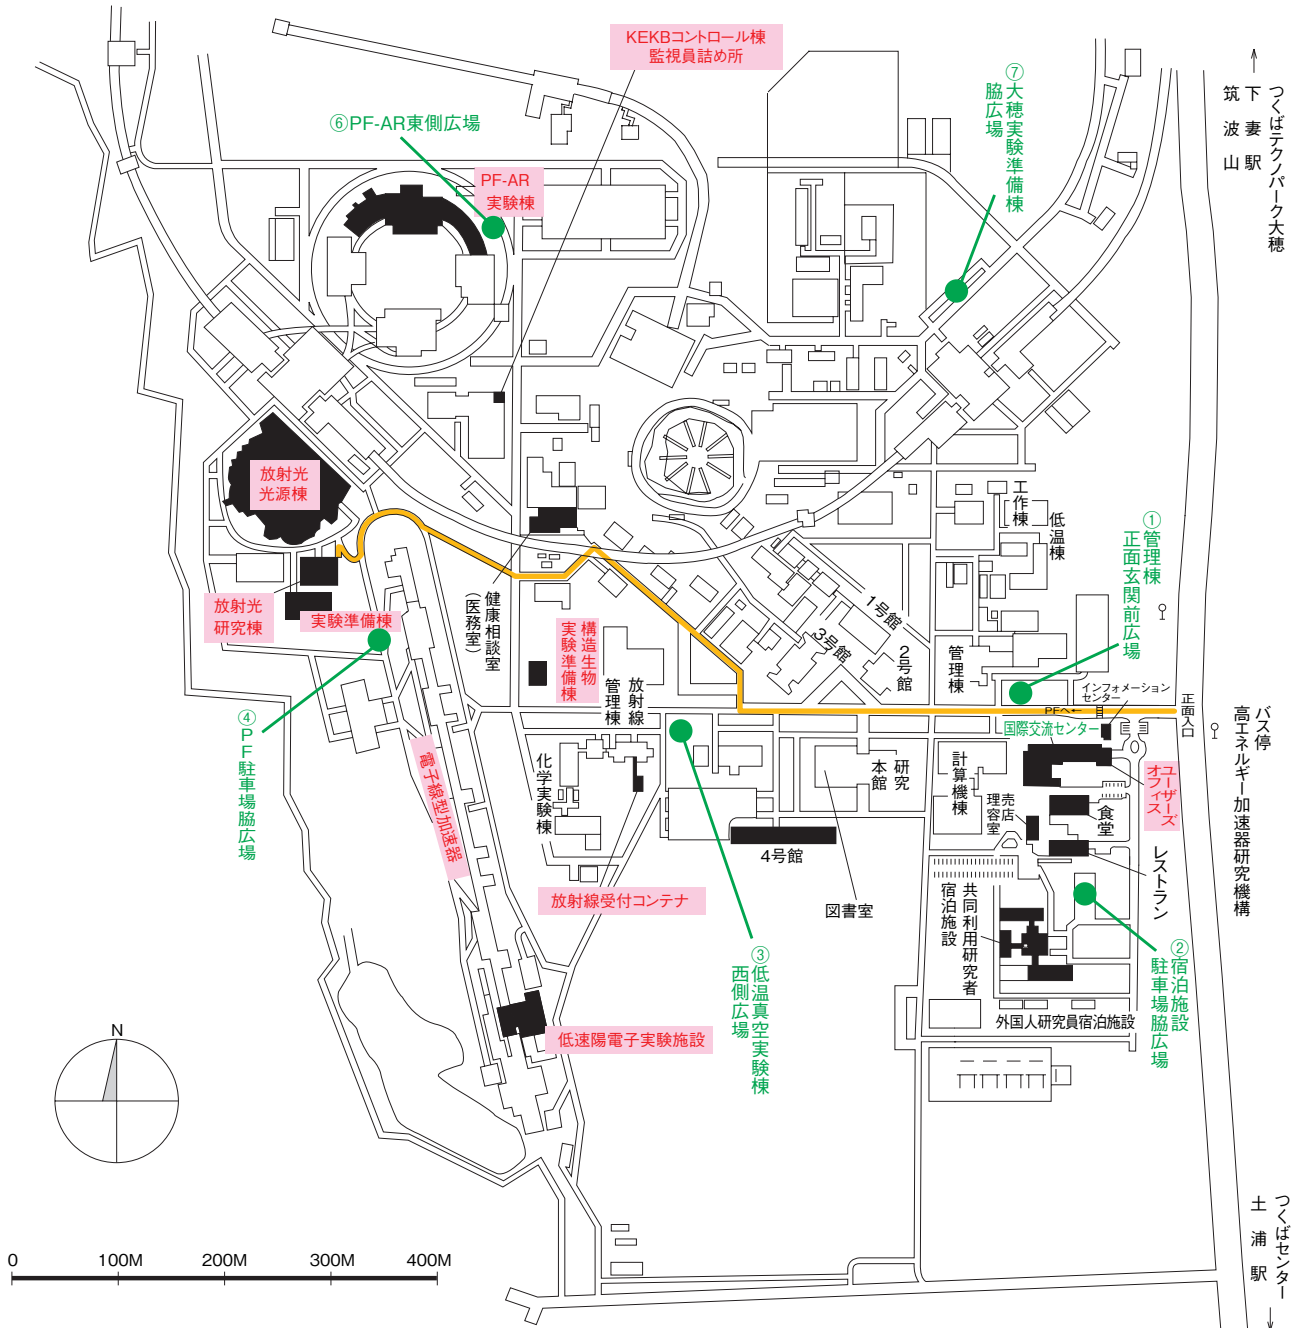 KEKBコントロール棟
監視員詰め所
⑦大穂実験準備棟
脇広場
つくばテクノパーク大穂
下妻駅
筑波山
⑥PF-AR東側広場
PF-AR
実験棟
放射光
光源棟
放射光
研究棟
実験準備棟
健康相談室
（医務室）
構造生物
実験準備棟
放射線
管理棟
1号館
3号館
2号館
管理棟
工作棟
低温棟
①管理棟
正面玄関前広場
インフォメーション
センター
PFへ←
正面入口
国際交流センター
バス停
高エネルギー加速器研究機構
④PF駐車場脇広場
電子線型加速器
化学実験棟
研究
本館
計算機棟
売店
理容室
食堂
ユーザーズ
オフィス
レストラン
4号館
図書室
放射線受付コンテナ
共同利用研究者
宿泊施設
③低温真空実験棟
西側広場
②宿泊施設
駐車場脇広場
外国人研究員宿泊施設
低速陽電子実験施設
N
つくばセンター
土浦駅
0 100M 200M 300M 400M